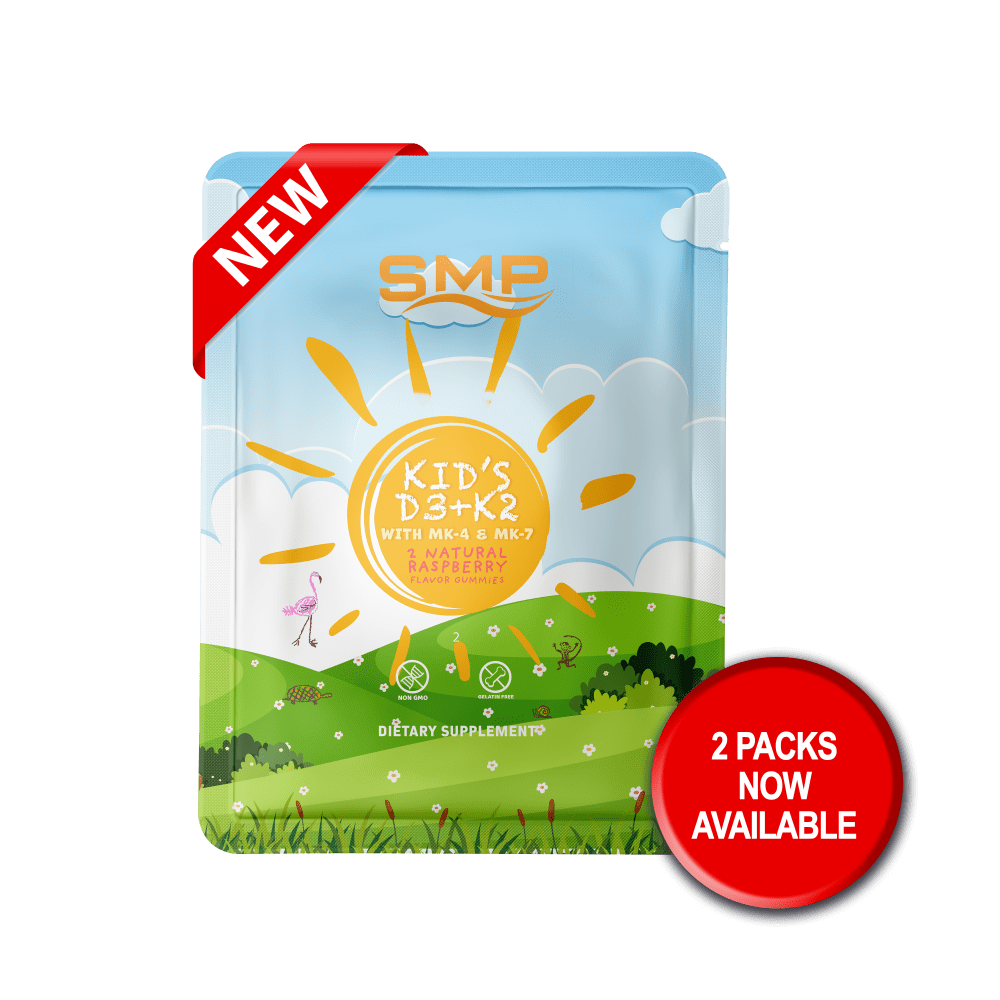 NEW
SMP
KID'S
D3+K2
WITH MK-4 & MK-7
2 NATURAL
RASPBERRY
FLAVOR GUMMIES
2
NON GMO
GELATIN FREE
DIETARY SUPPLEMENT
2 PACKS
NOW
AVAILABLE